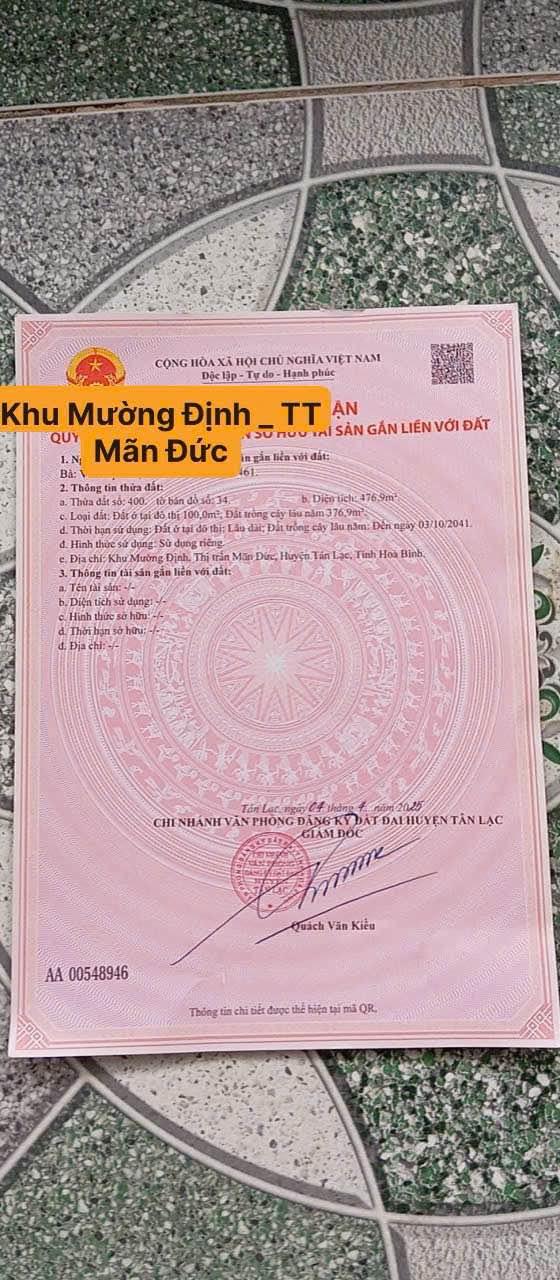 CỘNG HÒA XÃ HỘI CHỦ NGHĨA VIỆT NAM
Độc lập - Tự do - Hạnh phúc
Khu Mường Định _ TT
Mãn Đức
ẬN
QUY SỞ HỮU TÀI SẢN GẮN LIỀN VỚI ĐẤT
1. gắn liền với đất:
Bà: 461.
2. Thông tin thửa đất:
a. Thửa đất số: 400. tờ bản đồ số: 34. b. Diện tích: 476,9m².
c. Loại đất: Đất ở tại đô thị 100,0m²; Đất trồng cây lâu năm 376,9m².
d. Thời hạn sử dụng: Đất ở tại đô thị: Lâu dài; Đất trồng cây lâu năm: Đến ngày 03/10/2041.
đ. Hình thức sử dụng: Sử dụng riêng.
e. Địa chỉ: Khu Mường Định, Thị trấn Mãn Đức, Huyện Tân Lạc, Tỉnh Hoà Bình.
3. Thông tin tài sản gắn liền với đất:
a. Tên tài sản: -/-
b. Diện tích sử dụng: -/-
c. Hình thức sở hữu: -/-
d. Thời hạn sở hữu: -/-
đ. Địa chỉ: -/-
Tân Lạc, ngày 04 tháng 4 năm 2025
CHI NHÁNH VĂN PHÒNG ĐĂNG KÝ ĐẤT ĐAI HUYỆN TÂN LẠC
GIÁM ĐỐC
Quách Văn Kiều
AA 00548946
Thông tin chi tiết được thể hiện tại mã QR.